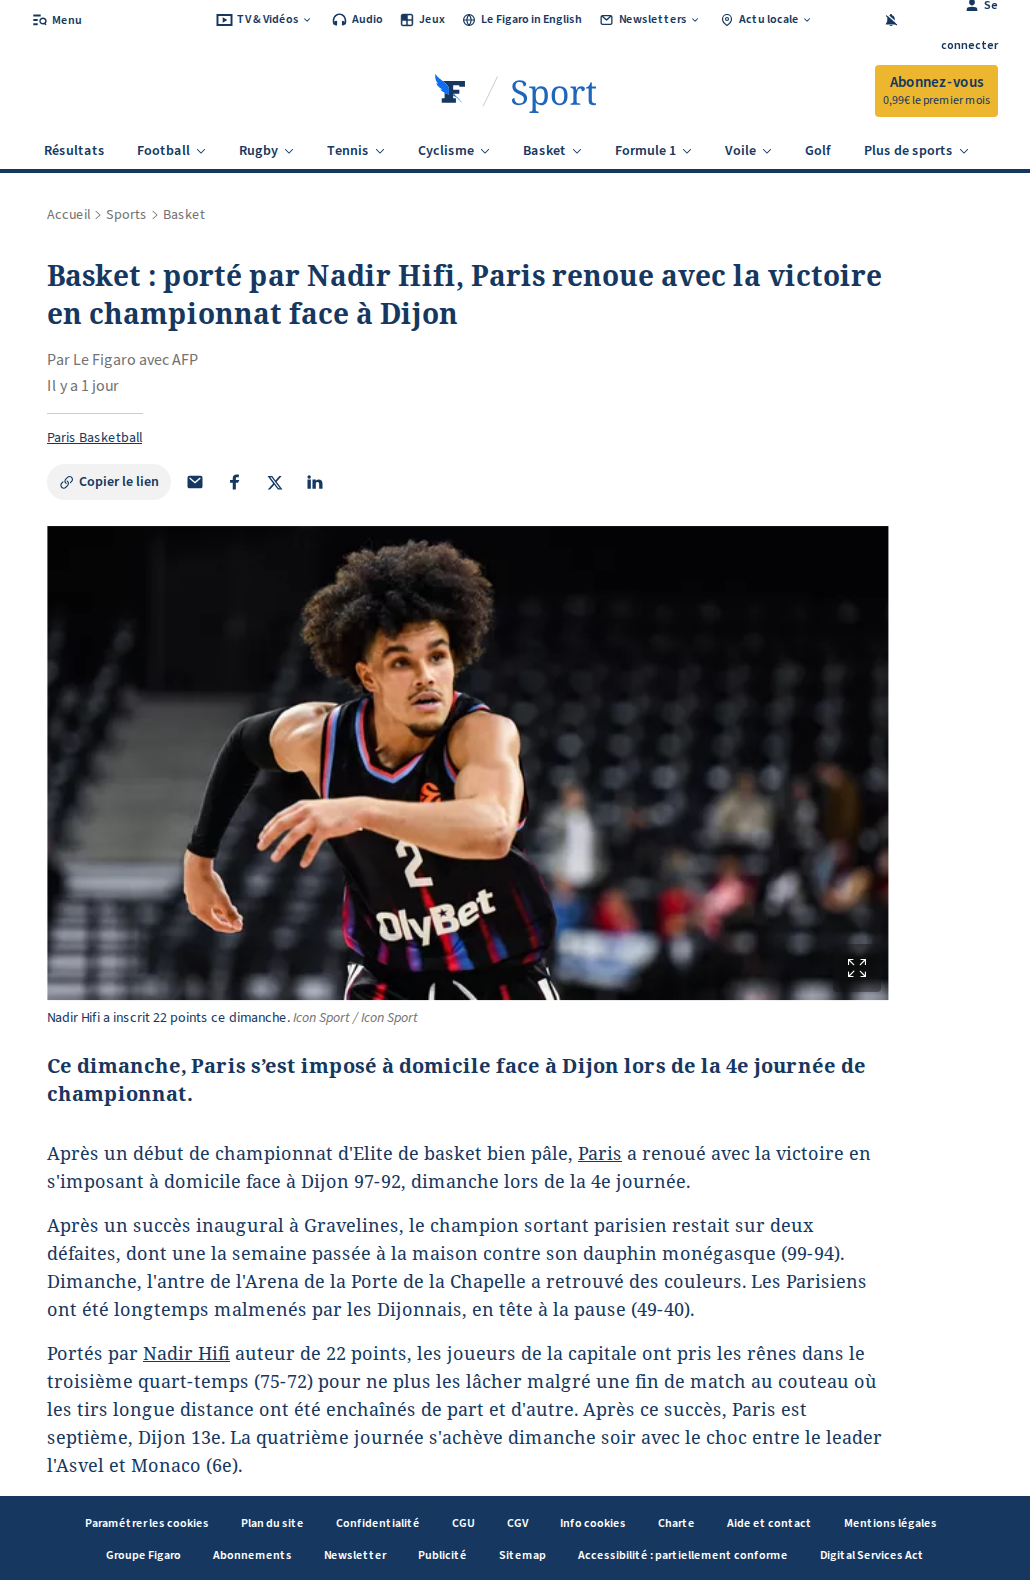 Menu
TV & Vidéos
Audio
Jeux
Le Figaro in English
Newsletters
Actu locale
Se connecter
F
Sport
Abonnez-vous
0,99€ le premier mois
Résultats
Football
Rugby
Tennis
Cyclisme
Basket
Formule 1
Voile
Golf
Plus de sports
Accueil > Sports > Basket
Basket : porté par Nadir Hifi, Paris renoue avec la victoire
en championnat face à Dijon
Par Le Figaro avec AFP
Il y a 1 jour
Paris Basketball
Copier le lien
2
OlyBet
Nadir Hifi a inscrit 22 points ce dimanche. Icon Sport / Icon Sport
Ce dimanche, Paris s’est imposé à domicile face à Dijon lors de la 4e journée de
championnat.
Après un début de championnat d'Elite de basket bien pâle, Paris a renoué avec la victoire en
s'imposant à domicile face à Dijon 97-92, dimanche lors de la 4e journée.
Après un succès inaugural à Gravelines, le champion sortant parisien restait sur deux
défaites, dont une la semaine passée à la maison contre son dauphin monégasque (99-94).
Dimanche, l'antre de l'Arena de la Porte de la Chapelle a retrouvé des couleurs. Les Parisiens
ont été longtemps malmenés par les Dijonnais, en tête à la pause (49-40).
Portés par Nadir Hifi auteur de 22 points, les joueurs de la capitale ont pris les rênes dans le
troisième quart-temps (75-72) pour ne plus les lâcher malgré une fin de match au couteau où
les tirs longue distance ont été enchaînés de part et d'autre. Après ce succès, Paris est
septième, Dijon 13e. La quatrième journée s'achève dimanche soir avec le choc entre le leader
l'Asvel et Monaco (6e).
Paramétrer les cookies
Plan du site
Confidentialité
CGU
CGV
Info cookies
Charte
Aide et contact
Mentions légales
Groupe Figaro
Abonnements
Newsletter
Publicité
Sitemap
Accessibilité : partiellement conforme
Digital Services Act